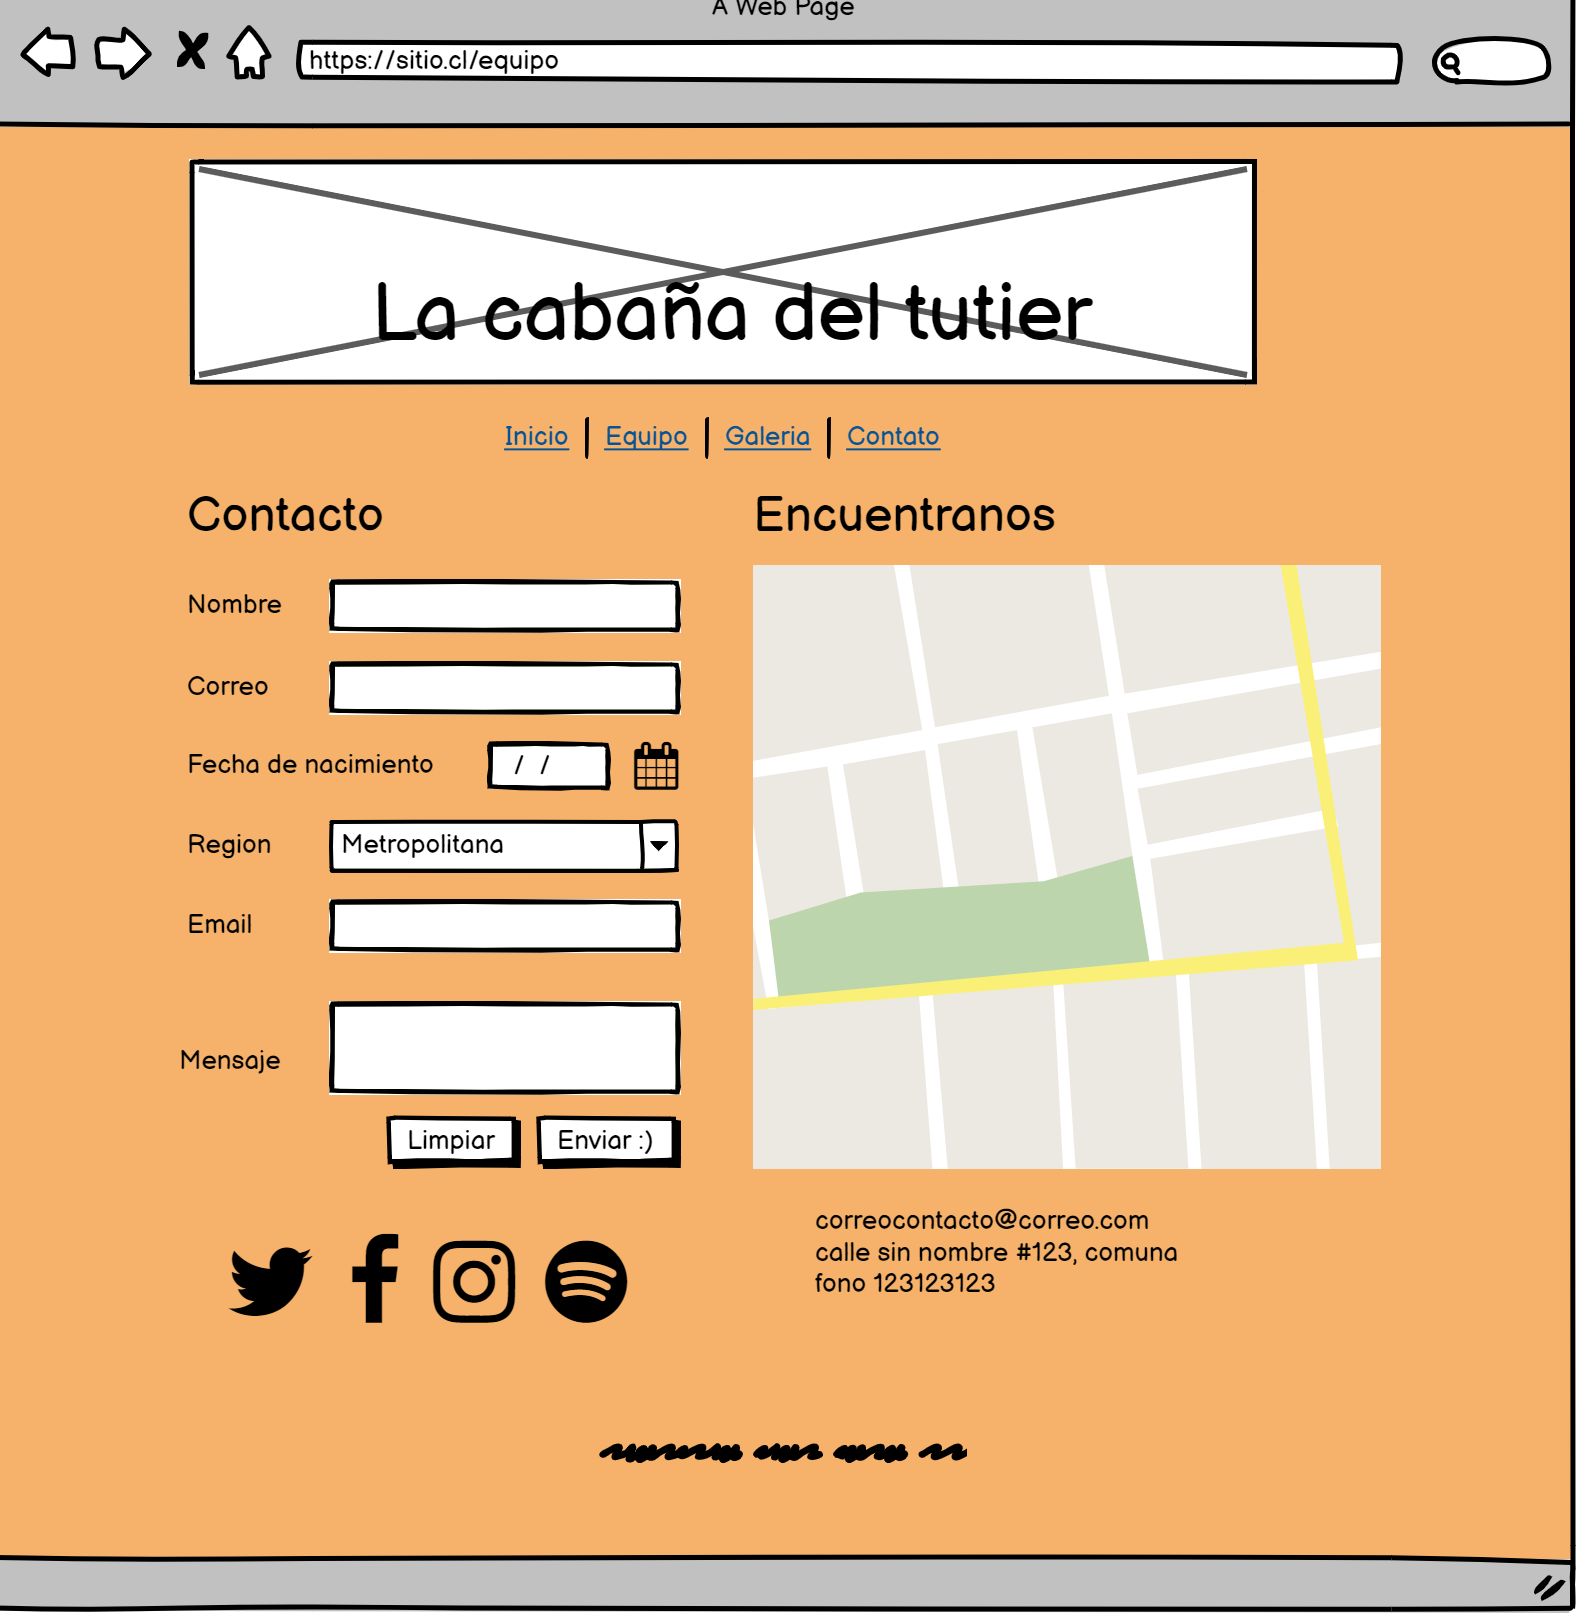 A Web Page
https://sitio.cl/equipo
La cabaña del tutier
Inicio Equipo Galeria Contato
Contacto
Nombre
Correo
Fecha de nacimiento / /
Region Metropolitana
Email
Mensaje
Limpiar Enviar :)
Encuentranos
correocontacto@correo.com
calle sin nombre #123, comuna
fono 123123123